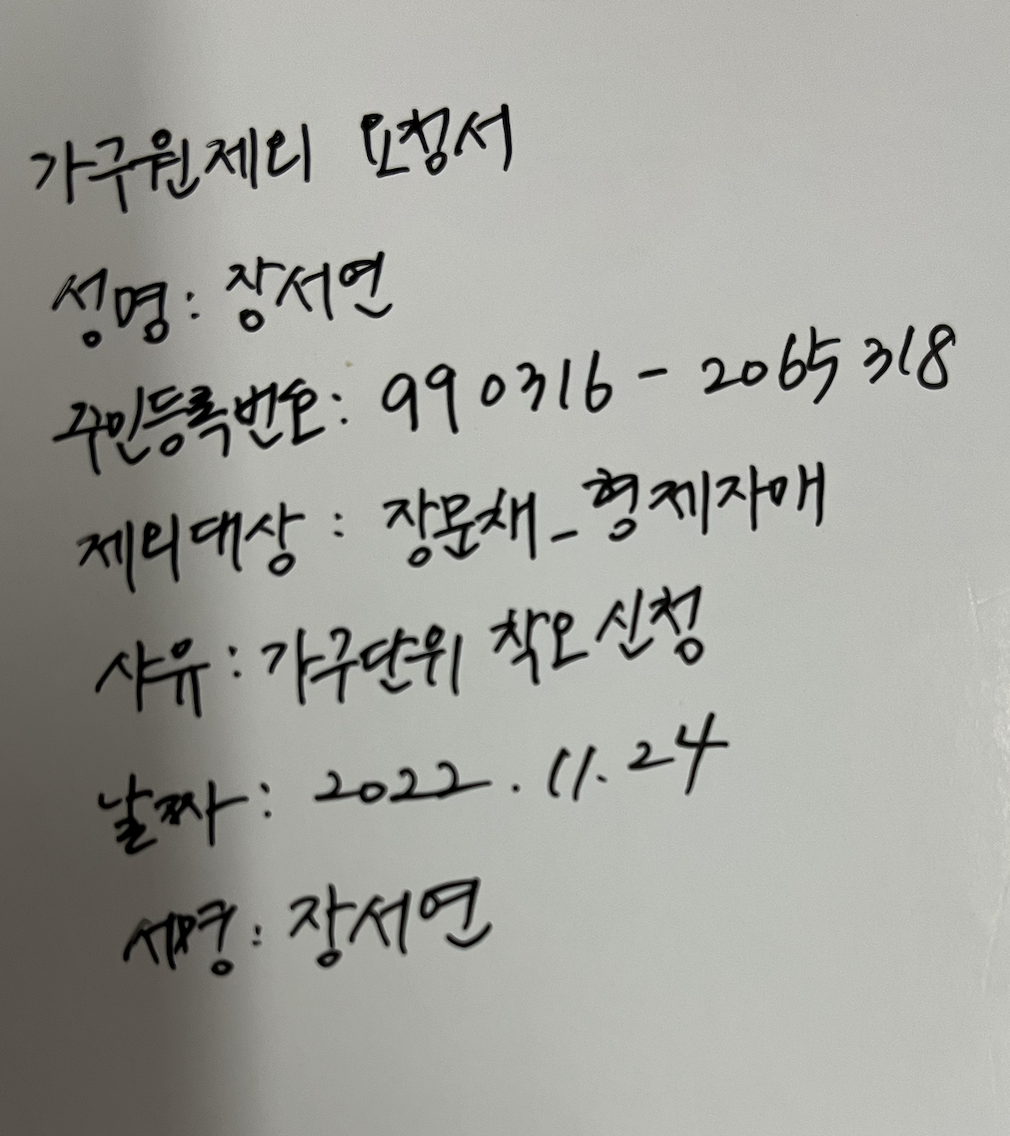 가구원제외 요청서
성명: 장서연
주민등록번호: 990316-2065318
제외대상: 장문채_형제자매
사유: 가구단위 착오신청
날짜: 2022.11.24
서명: 장서연